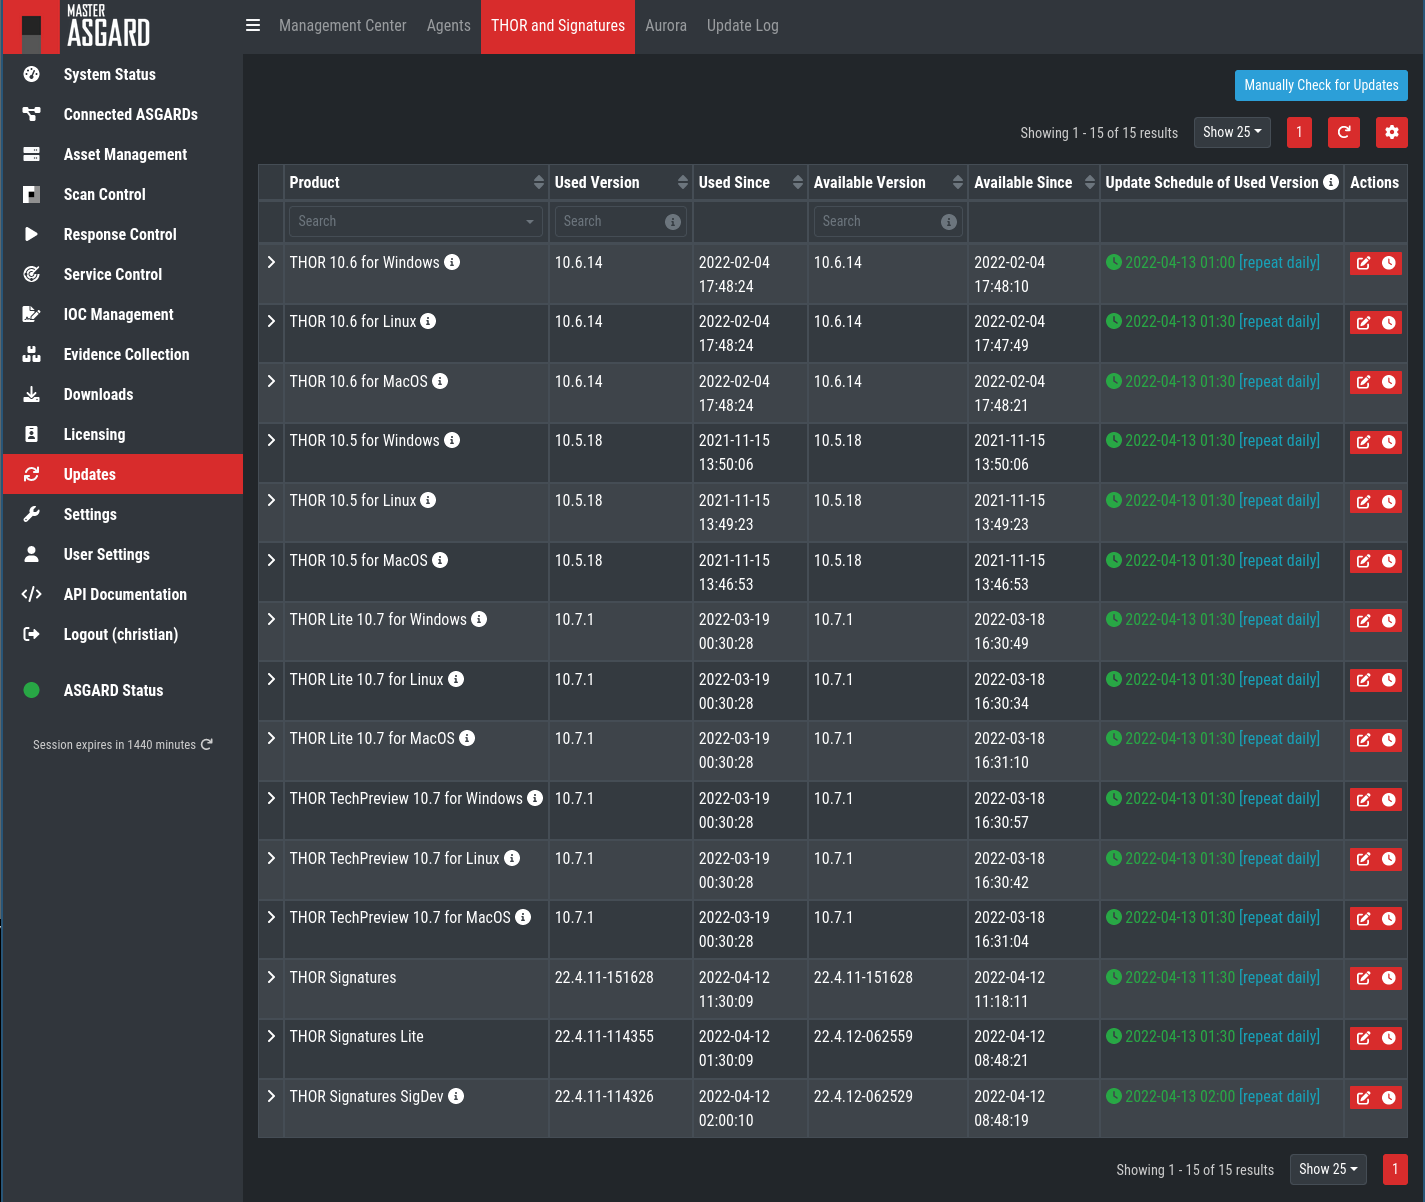 MASTER
ASGARD
Management Center Agents THOR and Signatures Aurora Update Log
System Status
Connected ASGARDs
Asset Management
Scan Control
Response Control
Service Control
IOC Management
Evidence Collection
Downloads
Licensing
Updates
Settings
User Settings
API Documentation
Logout (christian)
ASGARD Status
Session expires in 1440 minutes
Manually Check for Updates
Showing 1 - 15 of 15 results Show 25 1
Product Used Version Used Since Available Version Available Since Update Schedule of Used Version Actions
Search Search Search
THOR 10.6 for Windows 10.6.14 2022-02-04 10.6.14 2022-02-04 2022-04-13 01:00 [repeat daily]
17:48:24 17:48:10
THOR 10.6 for Linux 10.6.14 2022-02-04 10.6.14 2022-02-04 2022-04-13 01:30 [repeat daily]
17:48:24 17:47:49
THOR 10.6 for MacOS 10.6.14 2022-02-04 10.6.14 2022-02-04 2022-04-13 01:30 [repeat daily]
17:48:24 17:48:21
THOR 10.5 for Windows 10.5.18 2021-11-15 10.5.18 2021-11-15 2022-04-13 01:30 [repeat daily]
13:50:06 13:50:06
THOR 10.5 for Linux 10.5.18 2021-11-15 10.5.18 2021-11-15 2022-04-13 01:30 [repeat daily]
13:49:23 13:49:23
THOR 10.5 for MacOS 10.5.18 2021-11-15 10.5.18 2021-11-15 2022-04-13 01:30 [repeat daily]
13:46:53 13:46:53
THOR Lite 10.7 for Windows 10.7.1 2022-03-19 10.7.1 2022-03-18 2022-04-13 01:30 [repeat daily]
00:30:28 16:30:49
THOR Lite 10.7 for Linux 10.7.1 2022-03-19 10.7.1 2022-03-18 2022-04-13 01:30 [repeat daily]
00:30:28 16:30:34
THOR Lite 10.7 for MacOS 10.7.1 2022-03-19 10.7.1 2022-03-18 2022-04-13 01:30 [repeat daily]
00:30:28 16:31:10
THOR TechPreview 10.7 for Windows 10.7.1 2022-03-19 10.7.1 2022-03-18 2022-04-13 01:30 [repeat daily]
00:30:28 16:30:57
THOR TechPreview 10.7 for Linux 10.7.1 2022-03-19 10.7.1 2022-03-18 2022-04-13 01:30 [repeat daily]
00:30:28 16:30:42
THOR TechPreview 10.7 for MacOS 10.7.1 2022-03-19 10.7.1 2022-03-18 2022-04-13 01:30 [repeat daily]
00:30:28 16:31:04
THOR Signatures 22.4.11-151628 2022-04-12 22.4.11-151628 2022-04-12 2022-04-13 11:30 [repeat daily]
11:30:09 11:18:11
THOR Signatures Lite 22.4.11-114355 2022-04-12 22.4.12-062559 2022-04-12 2022-04-13 01:30 [repeat daily]
01:30:09 08:48:21
THOR Signatures SigDev 22.4.11-114326 2022-04-12 22.4.12-062529 2022-04-12 2022-04-13 02:00 [repeat daily]
02:00:10 08:48:19
Showing 1 - 15 of 15 results Show 25 1